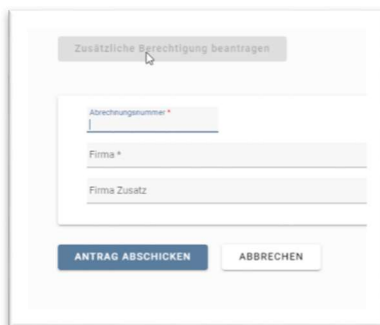 Zusätzliche Berechtigung beantragen
Abrechnungsnummer *
Firma *
Firma Zusatz
ANTRAG ABSCHICKEN ABBRECHEN